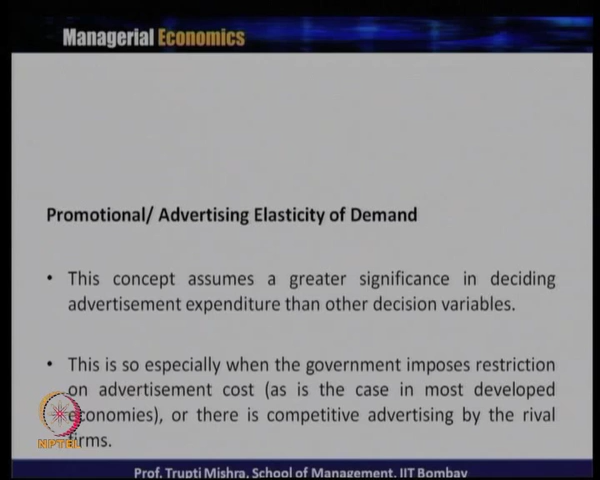 Managerial Economics
Promotional/ Advertising Elasticity of Demand
• This concept assumes a greater significance in deciding
advertisement expenditure than other decision variables.
• This is so especially when the government imposes restriction
on advertisement cost (as is the case in most developed
economies), or there is competitive advertising by the rival
firms.
NPTEL
Prof. Trupti Mishra, School of Management, IIT Bombay